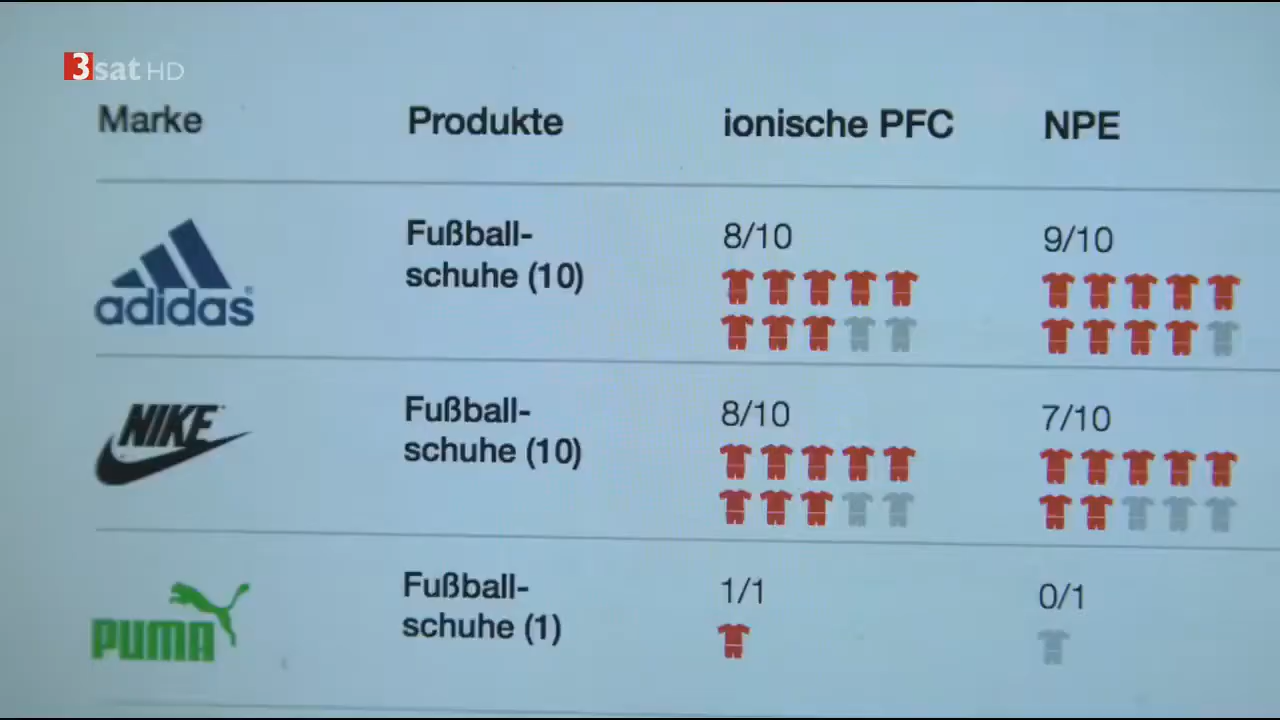 3sat HD
Marke Produkte ionische PFC NPE
adidas
Fußball-
schuhe (10)
8/10
9/10
NIKE
Fußball-
schuhe (10)
8/10
7/10
PUMA
Fußball-
schuhe (1)
1/1
0/1